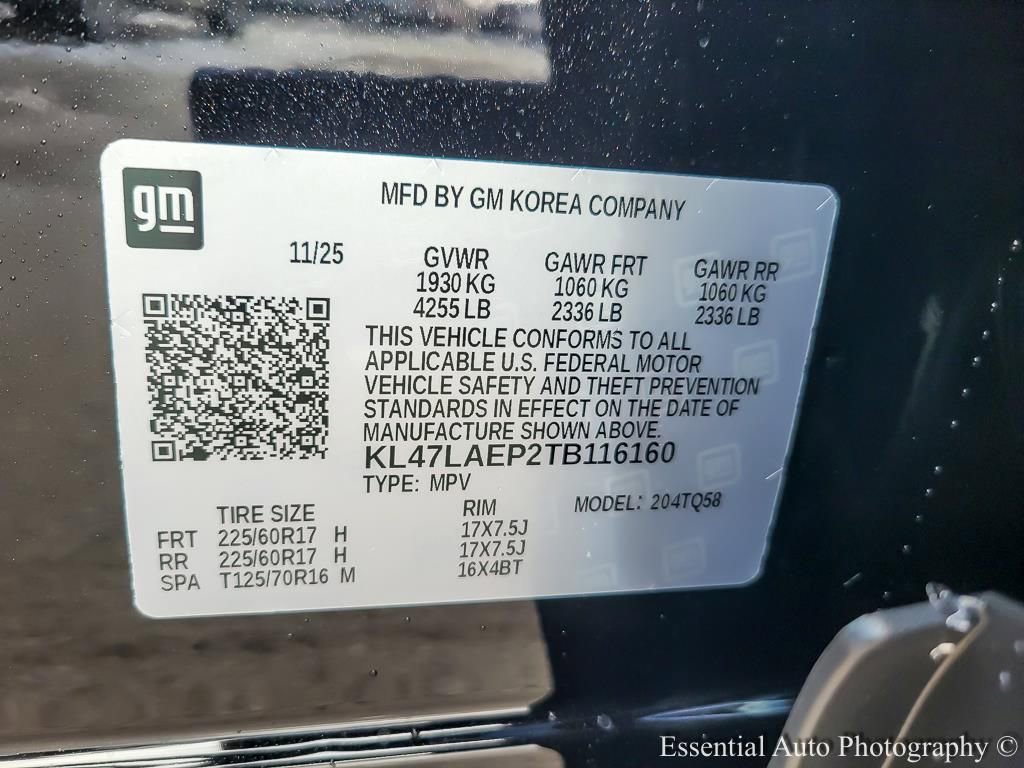 gm
MFD BY GM KOREA COMPANY
11/25 GVWR GAWR FRT GAWR RR
1930 KG 1060 KG 1060 KG
4255 LB 2336 LB 2336 LB
THIS VEHICLE CONFORMS TO ALL
APPLICABLE U.S. FEDERAL MOTOR
VEHICLE SAFETY AND THEFT PREVENTION
STANDARDS IN EFFECT ON THE DATE OF
MANUFACTURE SHOWN ABOVE.
KL47LAEP2TB116160
TYPE: MPV
TIRE SIZE RIM MODEL: 204TQ58
FRT 225/60R17 H 17X7.5J
RR 225/60R17 H 17X7.5J
SPA T125/70R16 M 16X4BT
Essential Auto Photography ©